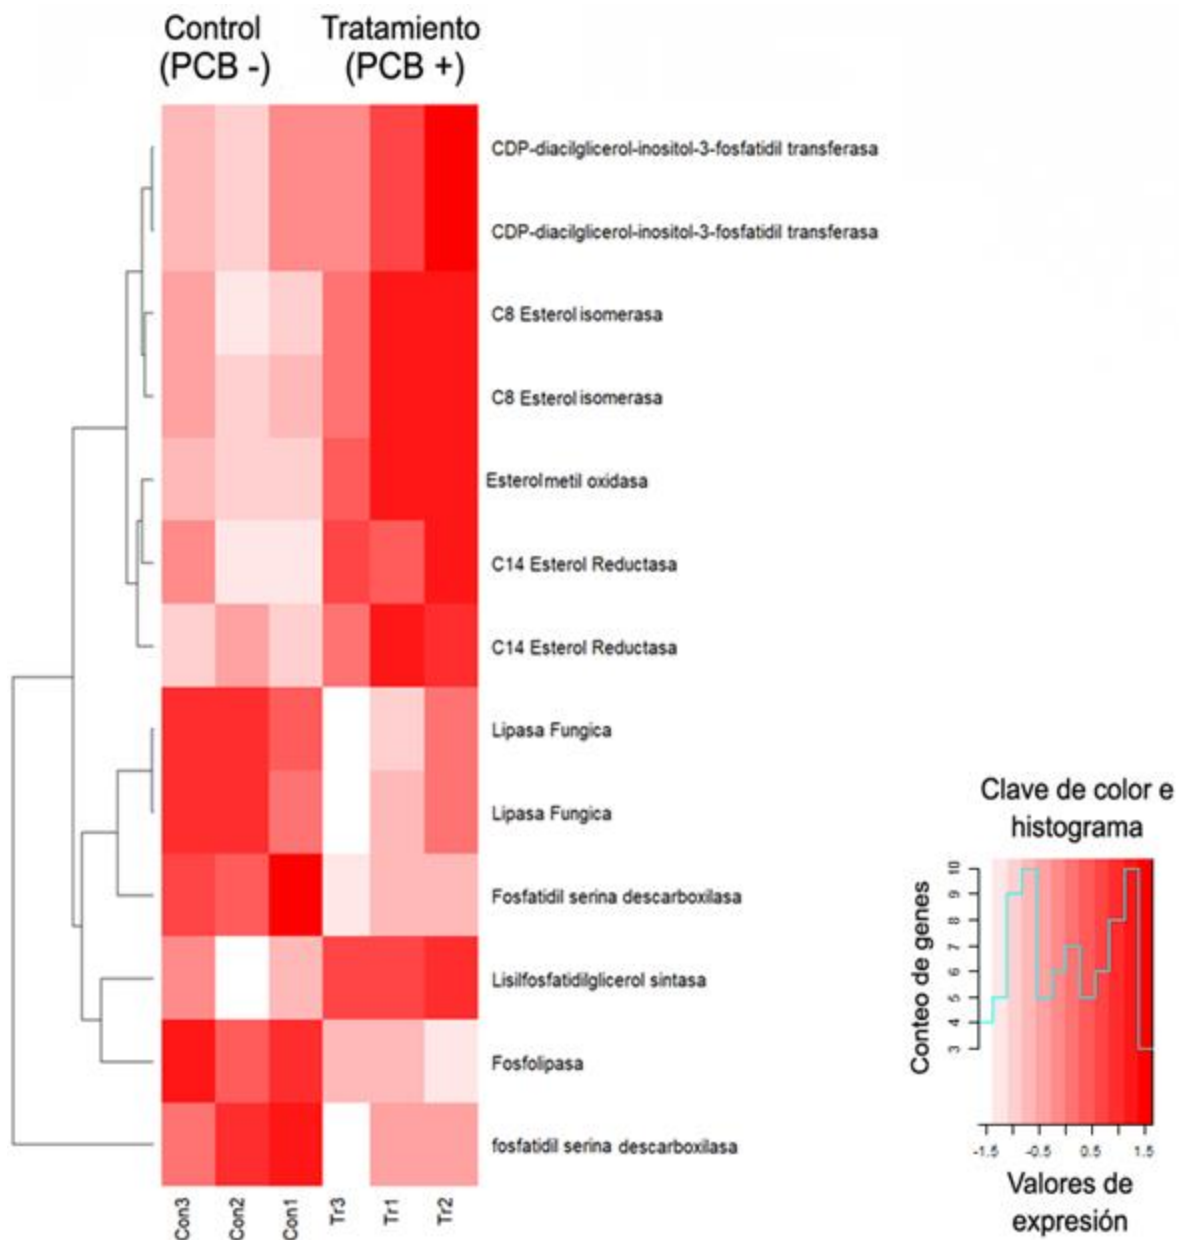 Control
(PCB -)
Tratamiento
(PCB +)
CDP-diacilglicerol-inositol-3-fosfatidil transferasa
CDP-diacilglicerol-inositol-3-fosfatidil transferasa
C8 Esterol isomerasa
C8 Esterol isomerasa
Esterol metil oxidasa
C14 Esterol Reductasa
C14 Esterol Reductasa
Lipasa Fungica
Lipasa Fungica
Fosfatidil serina descarboxilasa
Lisilfosfatidilglicerol sintasa
Fosfolipasa
fosfatidil serina descarboxilasa
Con3
Con2
Con1
Tr3
Tr1
Tr2
Clave de color e
histograma
Conteo de genes
10
9
8
7
6
5
4
3
-1.5
-0.5
0.5
1.5
Valores de
expresión